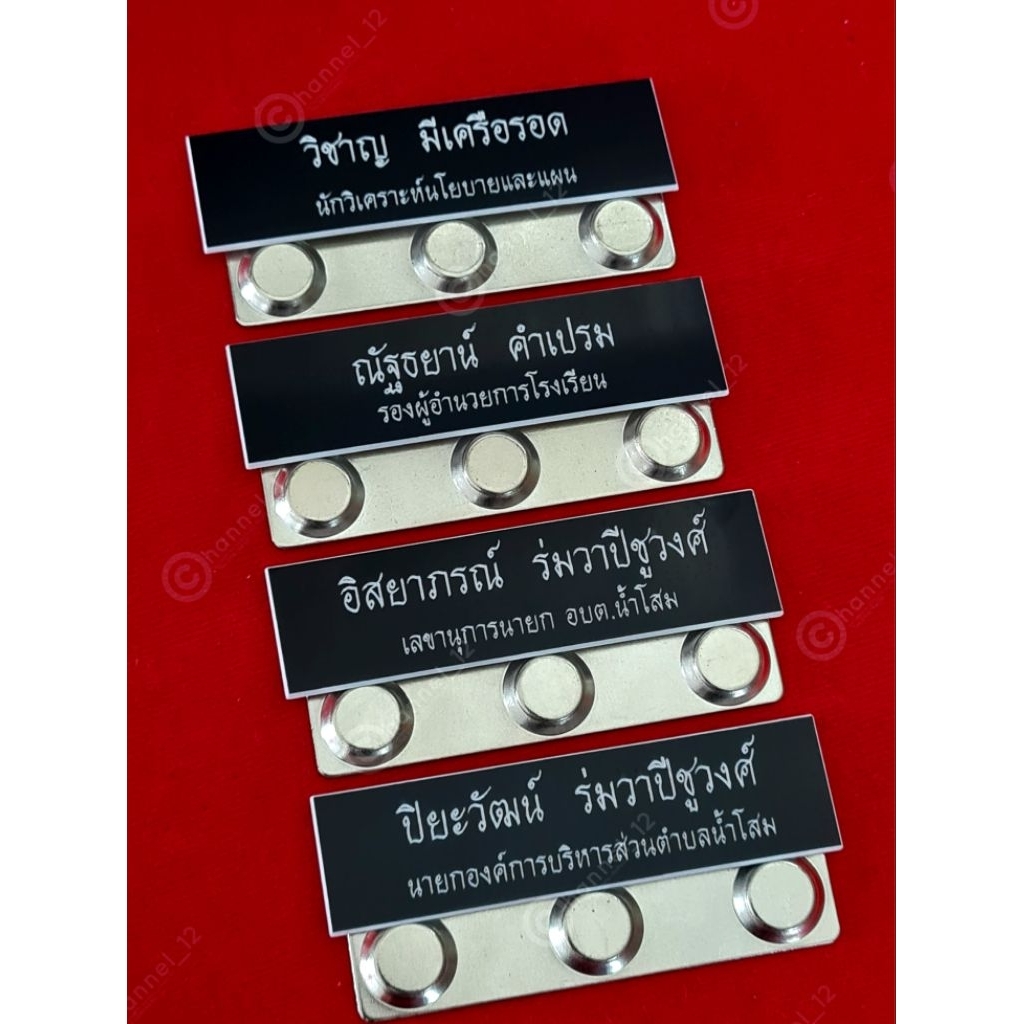 วิชาญ มีเครือรอด
นักวิเคราะห์นโยบายและแผน
ณัฐธยาน์ คำเปรม
รองผู้อำนวยการโรงเรียน
อิสยาภรณ์ ร่มวาปีชูวงศ์
เลขานุการนายก อบต.น้ำโสม
ปิยะวัฒน์ ร่มวาปีชูวงศ์
นายกองค์การบริหารส่วนตำบลน้ำโสม
Channel_12